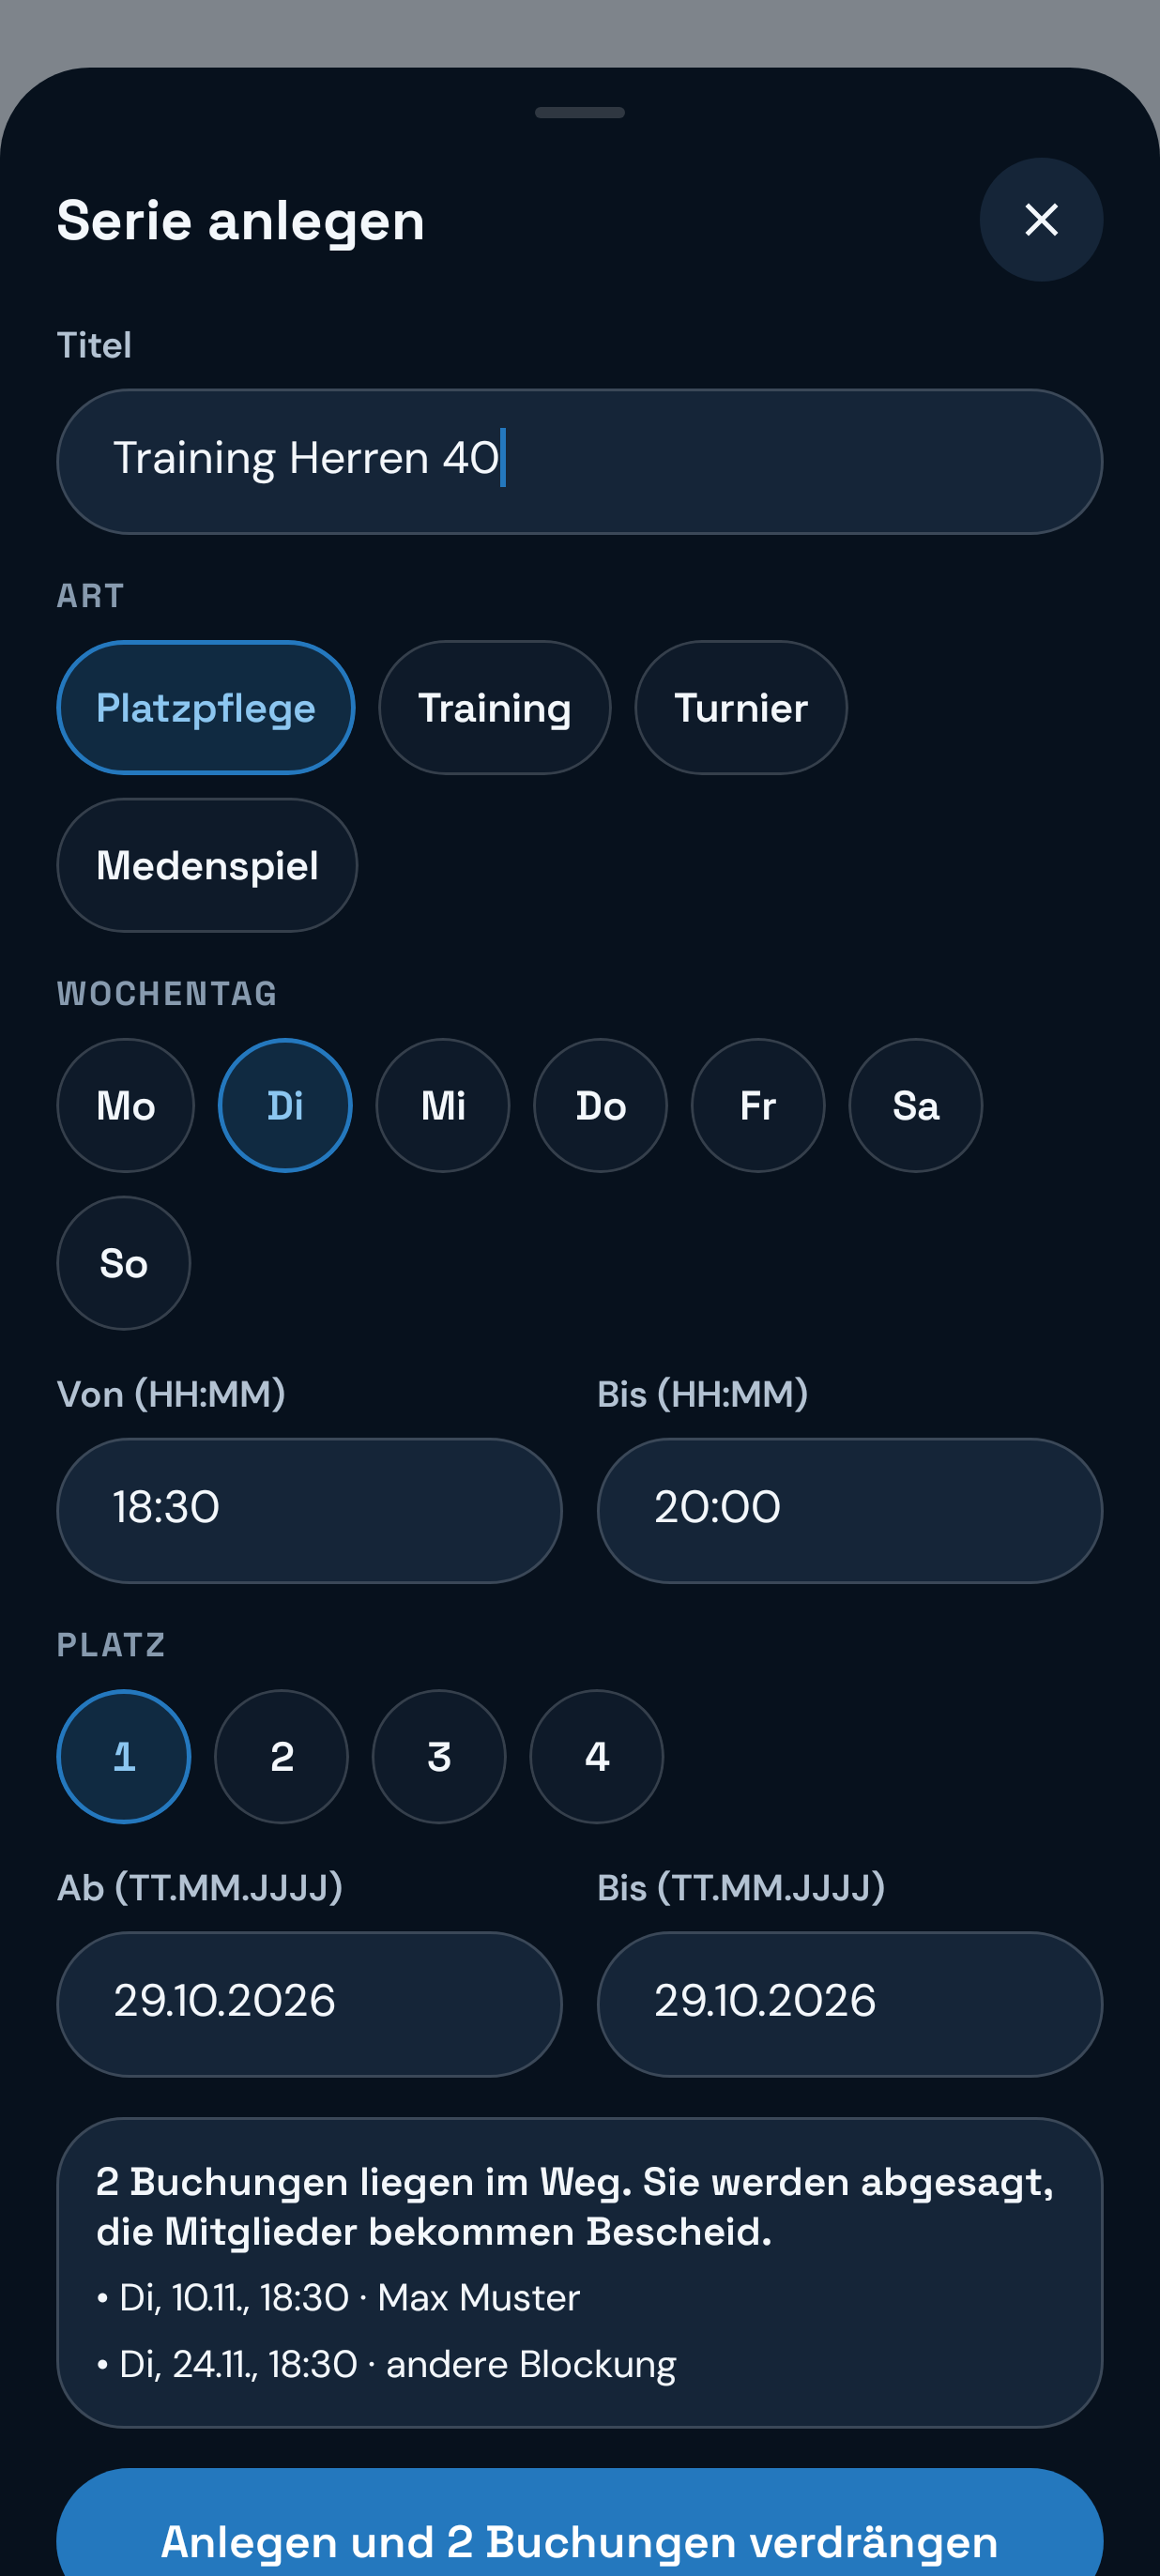 Serie anlegen
Titel
Training Herren 40
ART
Platzpflege Training Turnier
Medenspiel
WOCHENTAG
Mo Di Mi Do Fr Sa
So
Von (HH:MM) Bis (HH:MM)
18:30 20:00
PLATZ
1 2 3 4
Ab (TT.MM.JJJJ) Bis (TT.MM.JJJJ)
29.10.2026 29.10.2026
2 Buchungen liegen im Weg. Sie werden abgesagt,
die Mitglieder bekommen Bescheid.
• Di, 10.11., 18:30 · Max Muster
• Di, 24.11., 18:30 · andere Blockung
Anlegen und 2 Buchungen verdrängen